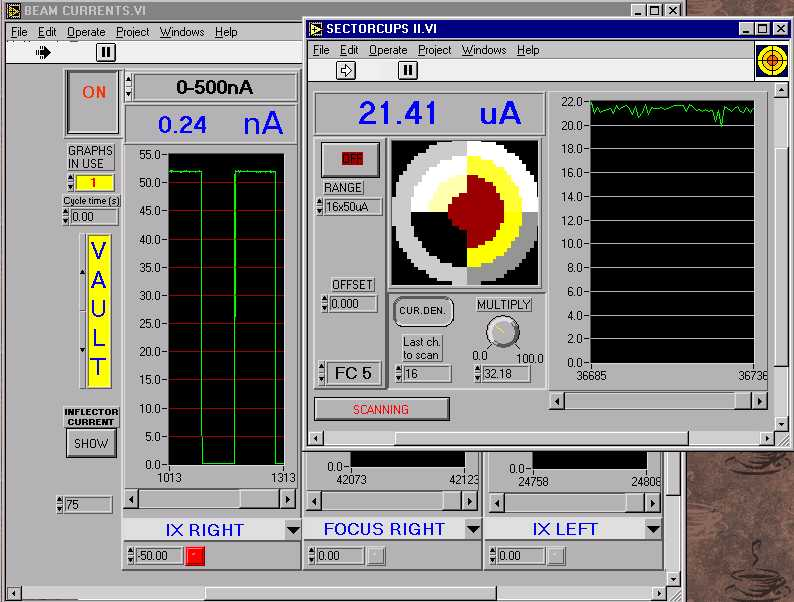 BEAM CURRENTS.VI
File Edit Operate Project Windows Help
ON
0-500nA
0.24 nA
GRAPHS
IN USE
1
Cycle time (s)
0.00
VAULT
INFLECTOR
CURRENT
SHOW
75
55.0
50.0
45.0
40.0
35.0
30.0
25.0
20.0
15.0
10.0
5.0
0.0
1013 1313
IX RIGHT
-50.00
SECTORCUPS II.VI
File Edit Operate Project Windows Help
21.41 uA
OFF
RANGE
16x50uA
OFFSET
0.000
FC 5
CUR.DEN.
Last ch.
to scan
16
MULTIPLY
0.0 100.0
32.18
SCANNING
22.0
20.0
18.0
16.0
14.0
12.0
10.0
8.0
6.0
4.0
2.0
0.0
36685 36736
0.0
42073 42123
FOCUS RIGHT
0.00
0.0
24758 24808
IX LEFT
0.00